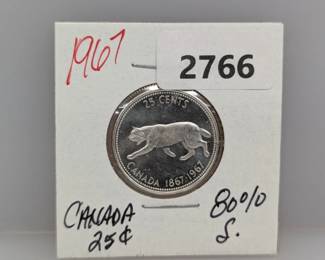 1967
2766
25 CENTS
CANADA 1867-1967
CANADA
25¢
80%
S.